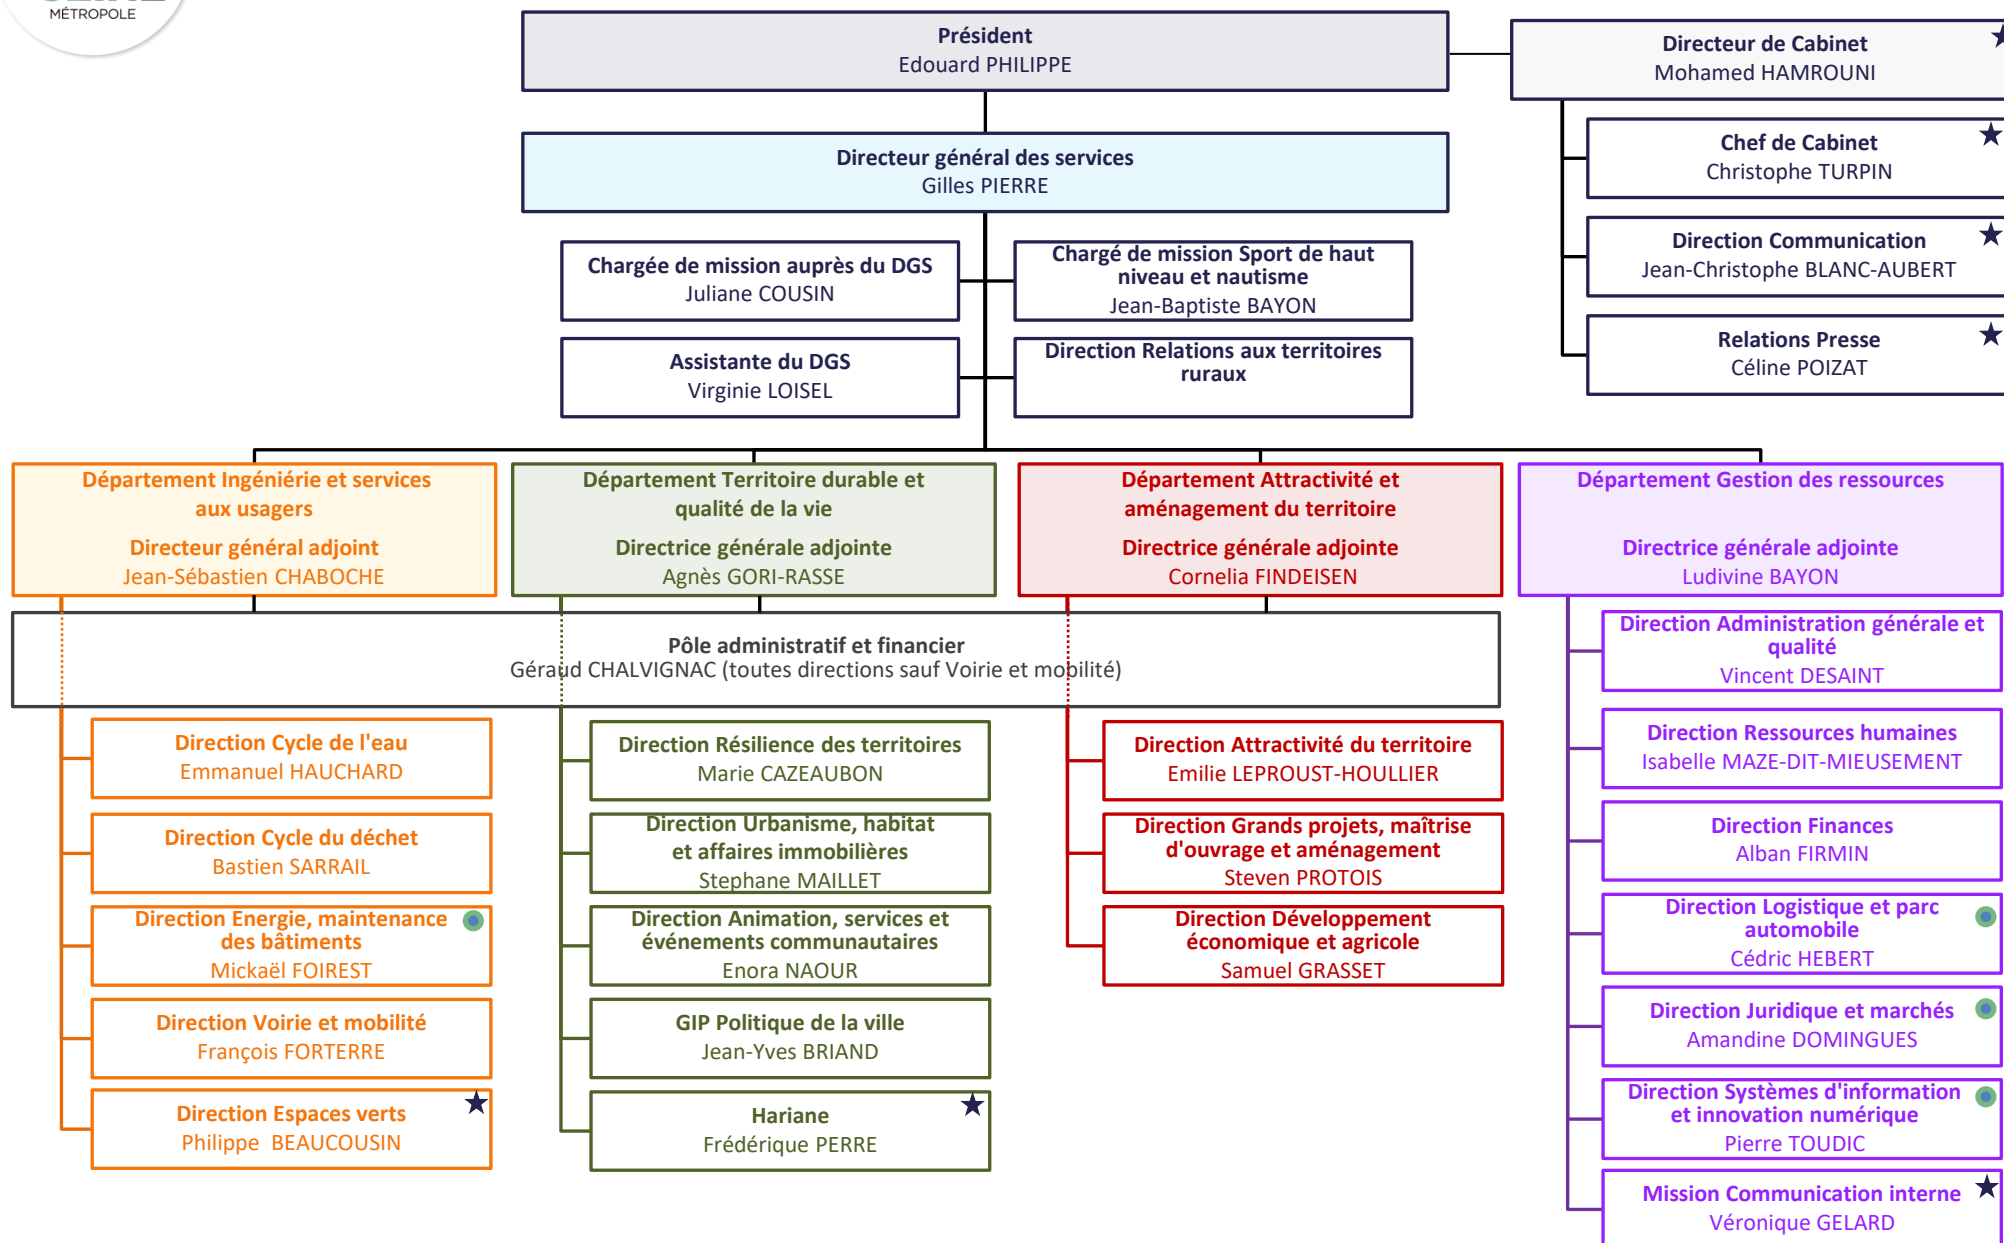 MÉTROPOLE
Président
Edouard PHILIPPE
Directeur de Cabinet
Mohamed HAMROUNI
Chef de Cabinet
Christophe TURPIN
Direction Communication
Jean-Christophe BLANC-AUBERT
Relations Presse
Céline POIZAT
Directeur général des services
Gilles PIERRE
Chargée de mission auprès du DGS
Juliane COUSIN
Chargé de mission Sport de haut
niveau et nautisme
Jean-Baptiste BAYON
Assistante du DGS
Virginie LOISEL
Direction Relations aux territoires
ruraux
Département Ingéniérie et services
aux usagers
Directeur général adjoint
Jean-Sébastien CHABOCHE
Département Territoire durable et
qualité de la vie
Directrice générale adjointe
Agnès GORI-RASSE
Département Attractivité et
aménagement du territoire
Directrice générale adjointe
Cornelia FINDEISEN
Département Gestion des ressources
Directrice générale adjointe
Ludivine BAYON
Pôle administratif et financier
Géraud CHALVIGNAC (toutes directions sauf Voirie et mobilité)
Direction Cycle de l'eau
Emmanuel HAUCHARD
Direction Cycle du déchet
Bastien SARRAIL
Direction Energie, maintenance
des bâtiments
Mickaël FOIREST
Direction Voirie et mobilité
François FORTERRE
Direction Espaces verts
Philippe BEAUCOUSIN
Direction Résilience des territoires
Marie CAZEAUBON
Direction Urbanisme, habitat
et affaires immobilières
Stephane MAILLET
Direction Animation, services et
événements communautaires
Enora NAOUR
GIP Politique de la ville
Jean-Yves BRIAND
Hariane
Frédérique PERRE
Direction Attractivité du territoire
Emilie LEPROUST-HOULLIER
Direction Grands projets, maîtrise
d'ouvrage et aménagement
Steven PROTOIS
Direction Développement
économique et agricole
Samuel GRASSET
Direction Administration générale et
qualité
Vincent DESAINT
Direction Ressources humaines
Isabelle MAZE-DIT-MIEUSEMENT
Direction Finances
Alban FIRMIN
Direction Logistique et parc
automobile
Cédric HEBERT
Direction Juridique et marchés
Amandine DOMINGUES
Direction Systèmes d'information
et innovation numérique
Pierre TOUDIC
Mission Communication interne
Véronique GELARD